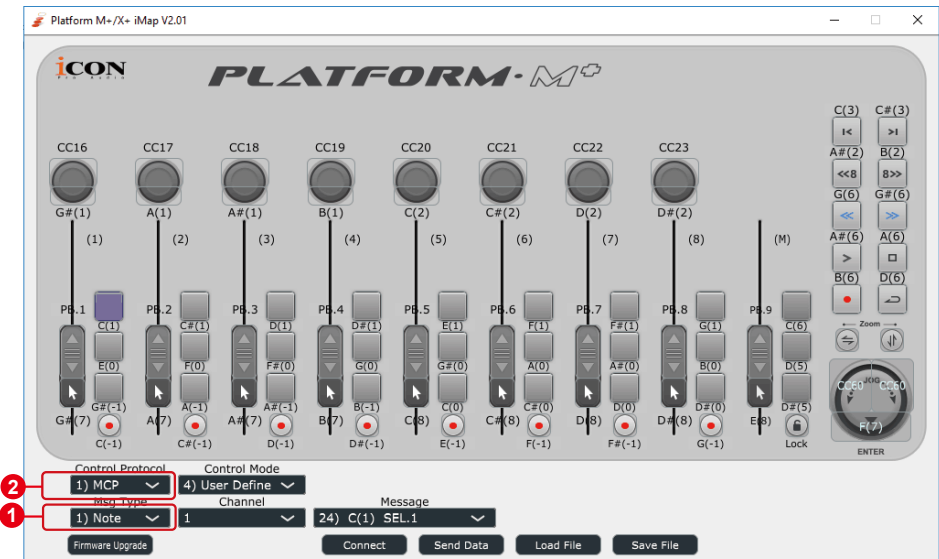 Platform M+/X+ iMap V2.01
iCON
Pro Audio
PLATFORM·M+
C(3) C#(3)
I< >I
A#(2) B(2)
<<8 8>>
G(6) G#(6)
≪ ≫
A#(6) A(6)
>
B(6) D(6)
Zoom
CC16 CC17 CC18 CC19 CC20 CC21 CC22 CC23
G#(1) A(1) A#(1) B(1) C(2) C#(2) D(2) D#(2)
(1) (2) (3) (4) (5) (6) (7) (8) (M)
PB.1 PB.2 PB.3 PB.4 PB.5 PB.6 PB.7 PB.8 PB.9
C(1) C#(1) D(1) D#(1) E(1) F(1) F#(1) G(1) C(6)
E(0) F(0) F#(0) G(0) G#(0) A(0) A#(0) B(0) D(5)
G#(-1) A(-1) A#(-1) B(-1) C(0) C#(0) D(0) D#(0) D#(5)
G#(7) A(7) A#(7) B(7) C(8) C#(8) D(8) D#(8) E(8)
C(-1) C#(-1) D(-1) D#(-1) E(-1) F(-1) F#(-1) G(-1) Lock
CC60 JOG CC60
F(7)
ENTER
Control Protocol Control Mode
2 1) MCP 4) User Define
Msg Type Channel Message
1 1) Note 1 24) C(1) SEL.1
Firmware Upgrade Connect Send Data Load File Save File